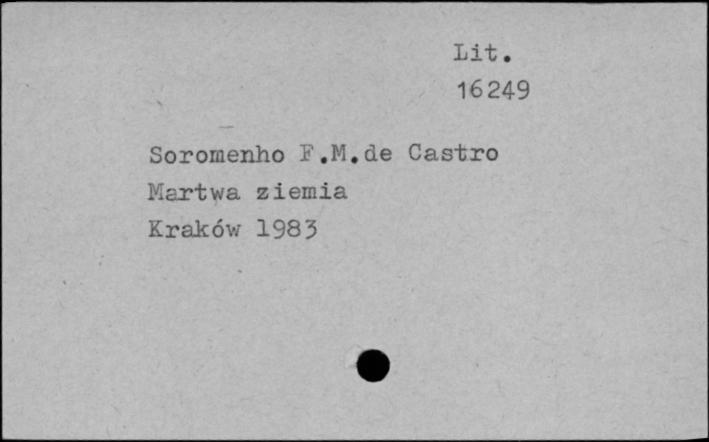 Lit.
16249
Soromenho F.M.de Castro
Martwa ziemia
Kraków 1983